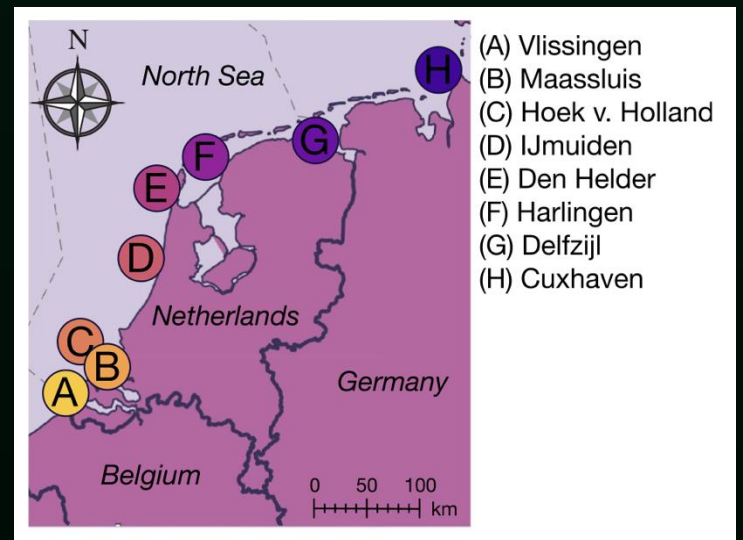 N
North Sea
H
G
F
E
D
Netherlands
C
B
A
Germany
Belgium
0 50 100
km
(A) Vlissingen
(B) Maassluis
(C) Hoek v. Holland
(D) IJmuiden
(E) Den Helder
(F) Harlingen
(G) Delfzijl
(H) Cuxhaven